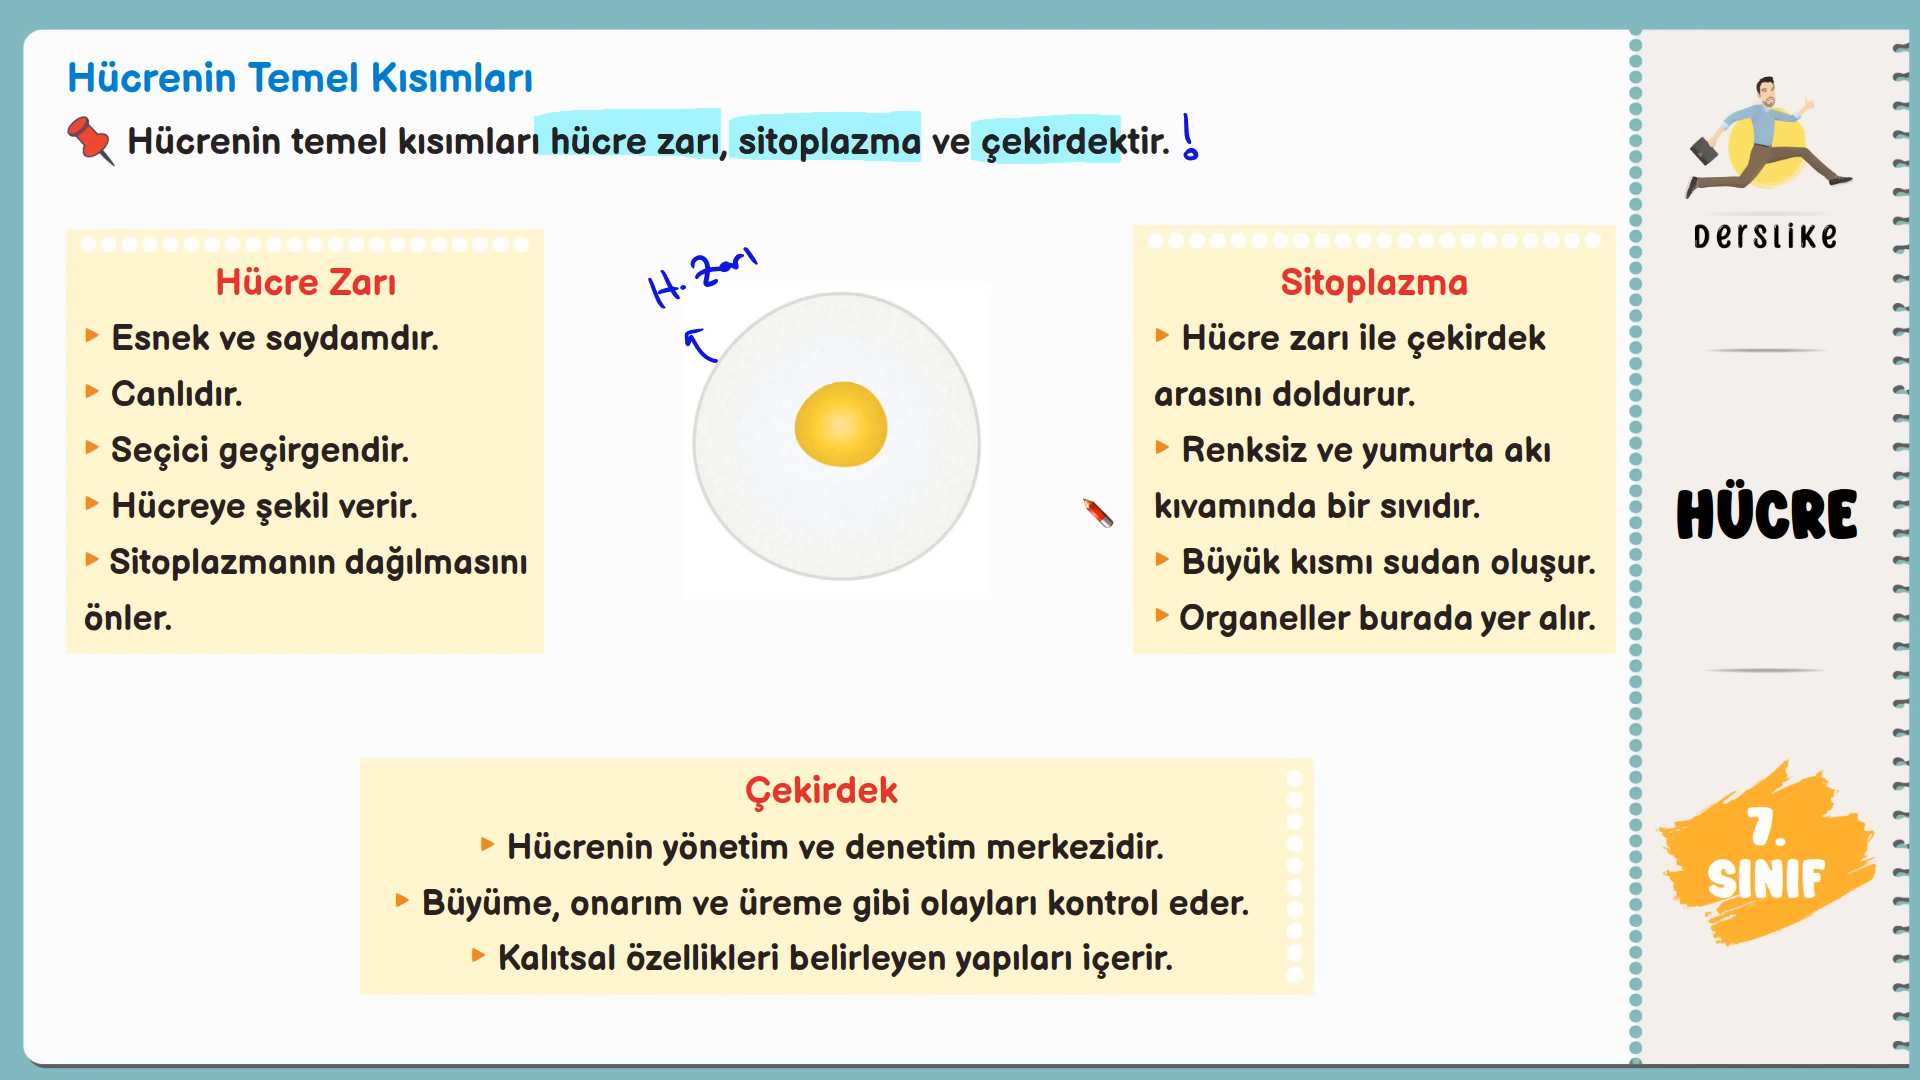 Hücrenin Temel Kısımları
Hücrenin temel kısımları hücre zarı, sitoplazma ve çekirdektir. !
Hücre Zarı
Esnek ve saydamdır.
Canlıdır.
Seçici geçirgendir.
Hücreye şekil verir.
Sitoplazmanın dağılmasını
önler.
H. Zarı
Sitoplazma
Hücre zarı ile çekirdek
arasını doldurur.
Renksiz ve yumurta akı
kıvamında bir sıvıdır.
Büyük kısmı sudan oluşur.
Organeller burada yer alır.
Çekirdek
Hücrenin yönetim ve denetim merkezidir.
Büyüme, onarım ve üreme gibi olayları kontrol eder.
Kalıtsal özellikleri belirleyen yapıları içerir.
DERSLİKE
HÜCRE
7.
SINIF